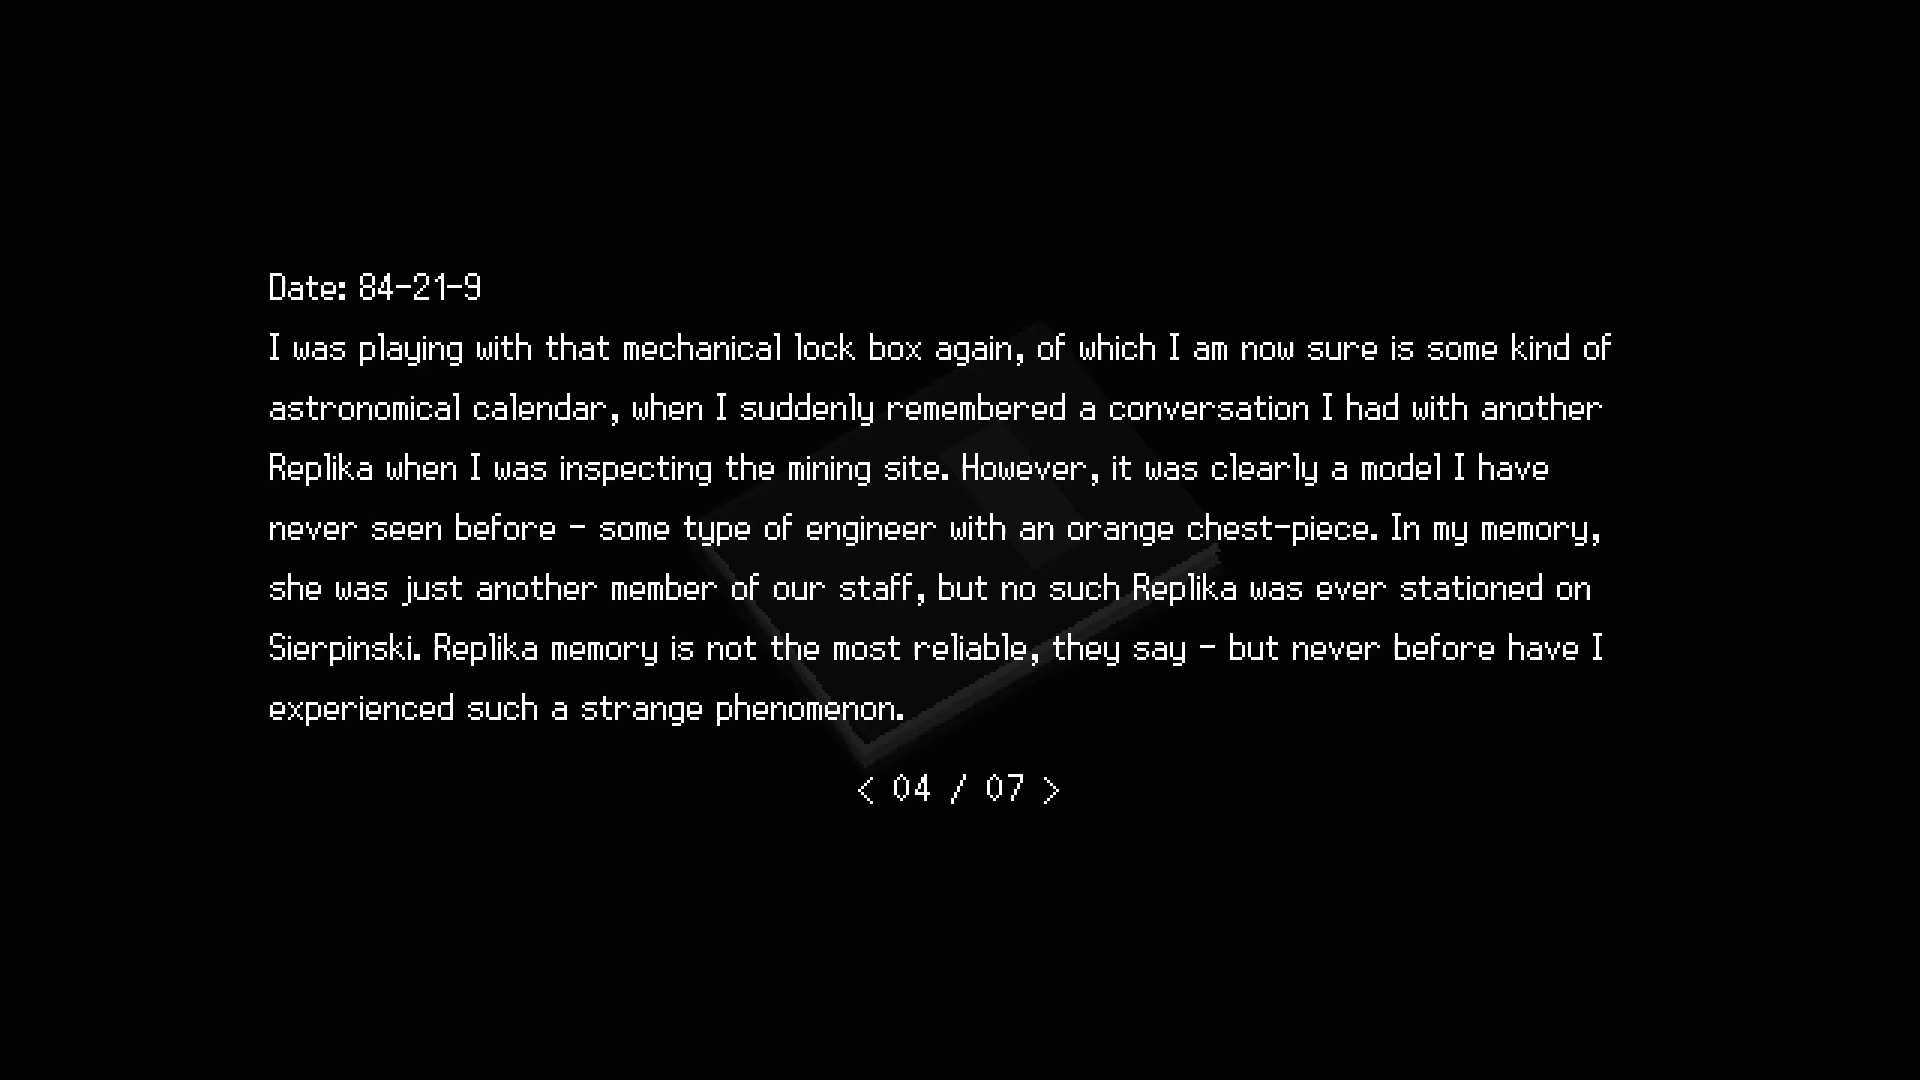 Date: 84-21-9
I was playing with that mechanical lock box again, of which I am now sure is some kind of
astronomical calendar, when I suddenly remembered a conversation I had with another
Replika when I was inspecting the mining site. However, it was clearly a model I have
never seen before - some type of engineer with an orange chest-piece. In my memory,
she was just another member of our staff, but no such Replika was ever stationed on
Sierpinski. Replika memory is not the most reliable, they say - but never before have I
experienced such a strange phenomenon.
< 04 / 07 >